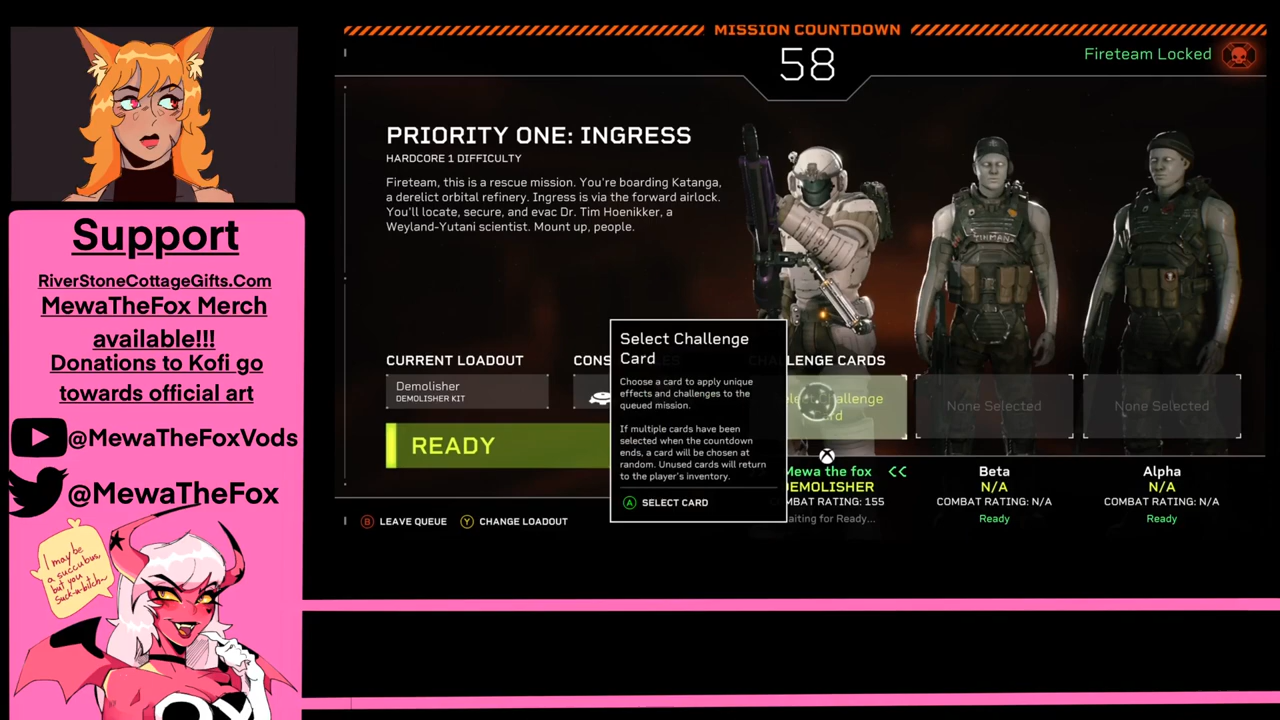 MISSION COUNTDOWN
58
Fireteam Locked
PRIORITY ONE: INGRESS
HARDCORE 1 DIFFICULTY
Fireteam, this is a rescue mission. You're boarding Katanga,
a derelict orbital refinery. Ingress is via the forward airlock.
You'll locate, secure, and evac Dr. Tim Hoenikker, a
Weyland-Yutani scientist. Mount up, people.
CURRENT LOADOUT
Demolisher
DEMOLISHER KIT
READY
B LEAVE QUEUE Y CHANGE LOADOUT
Select Challenge
Card
Choose a card to apply unique
effects and challenges to the
queued mission.
If multiple cards have been
selected when the countdown
ends, a card will be chosen at
random. Unused cards will return
to the player's inventory.
A SELECT CARD
None Selected
None Selected
Mewa the fox <<
COMBAT RATING: 155
Beta
N/A
COMBAT RATING: N/A
Ready
Alpha
N/A
COMBAT RATING: N/A
Ready
Support
RiverStoneCottageGifts.Com
MewaTheFox Merch
available!!!
Donations to Kofi go
towards official art
@MewaTheFoxVods
@MewaTheFox
I may be
a succubus,
but you
suck-a-bitch~